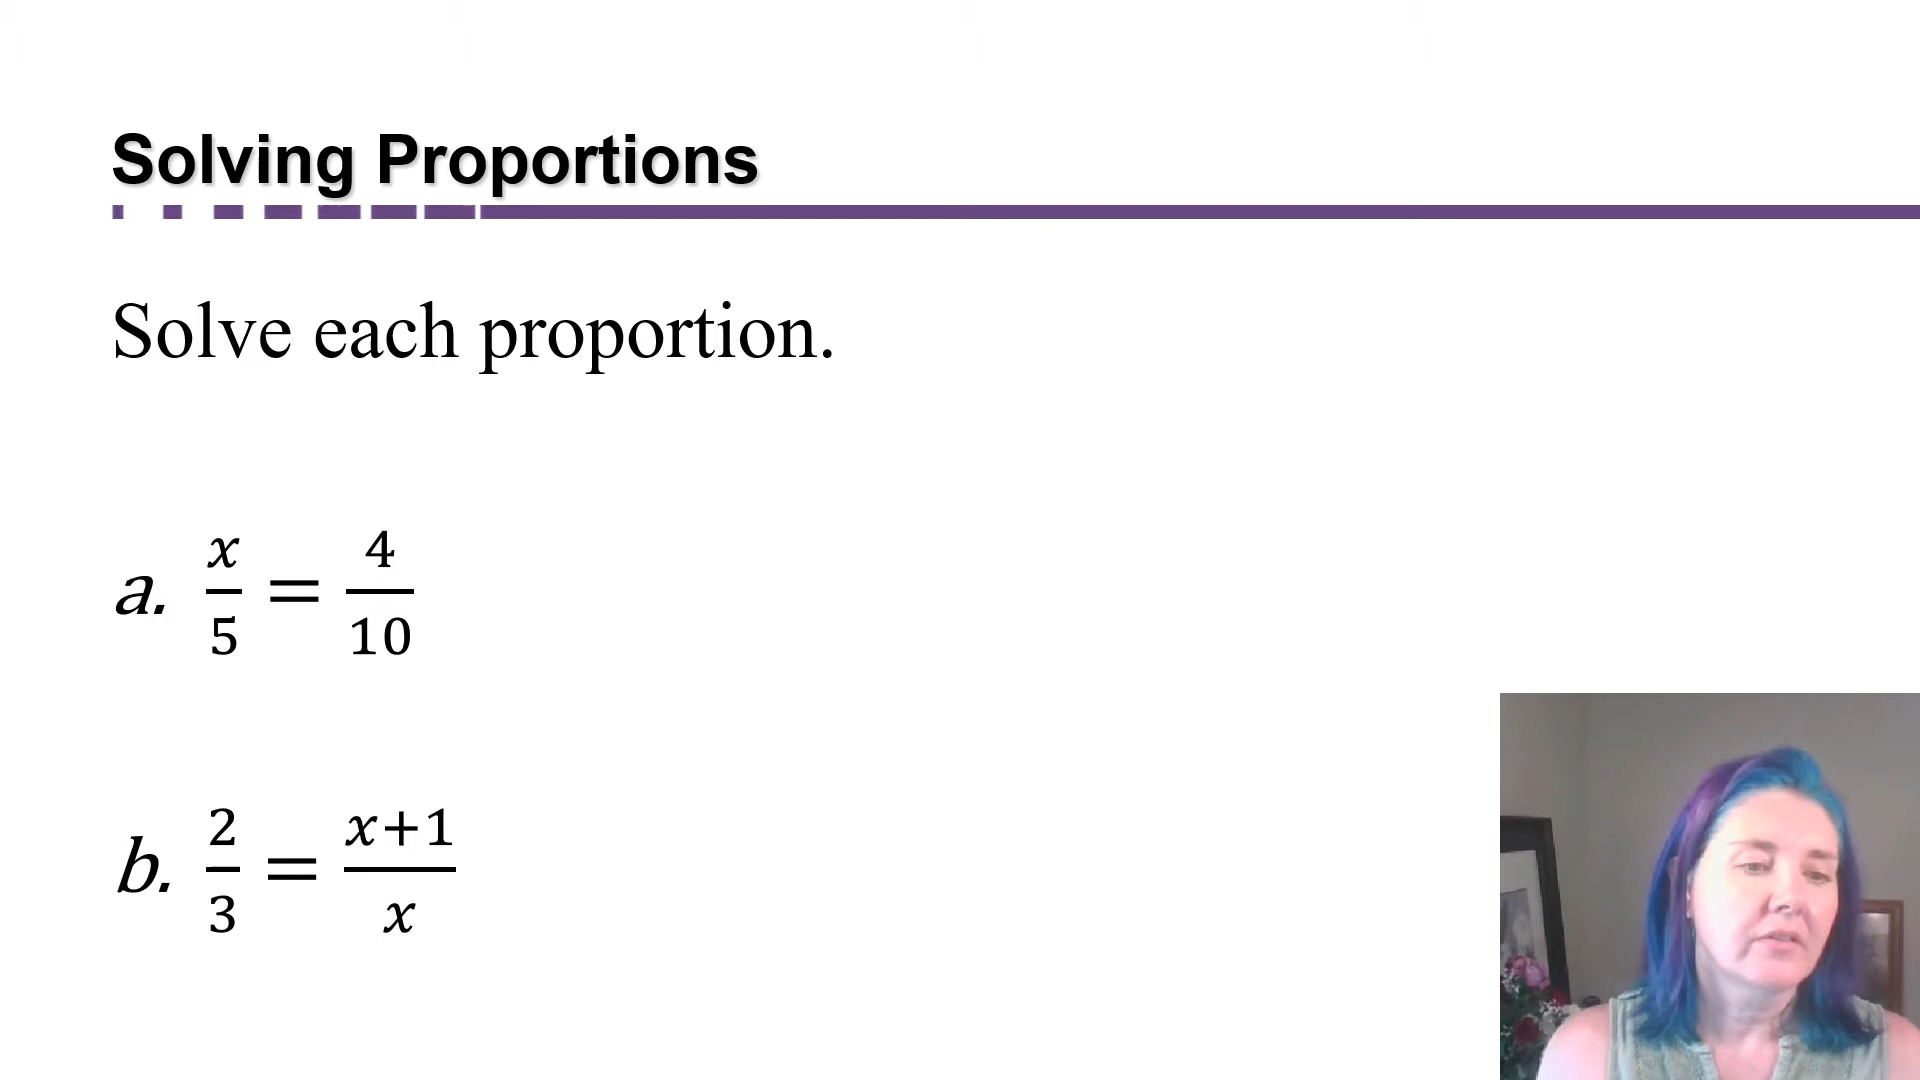 Solving Proportions
Solve each proportion.
a. x/5 = 4/10
b. 2/3 = x+1/x